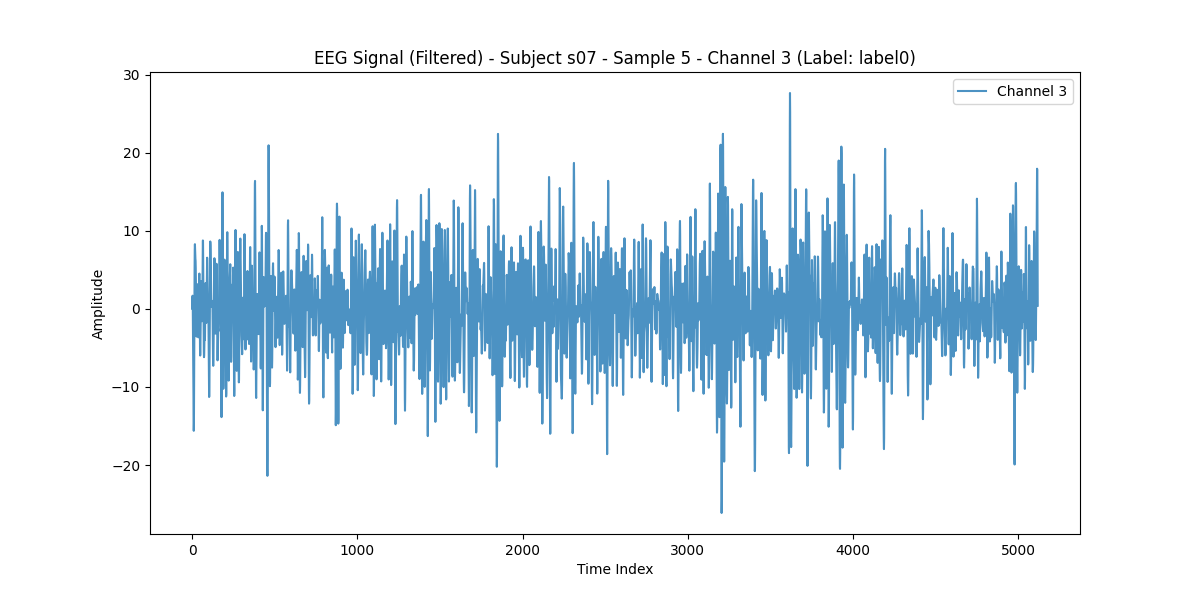 EEG Signal (Filtered) - Subject s07 - Sample 5 - Channel 3 (Label: label0)
Channel 3
30
20
10
0
−10
−20
Amplitude
0 1000 2000 3000 4000 5000
Time Index